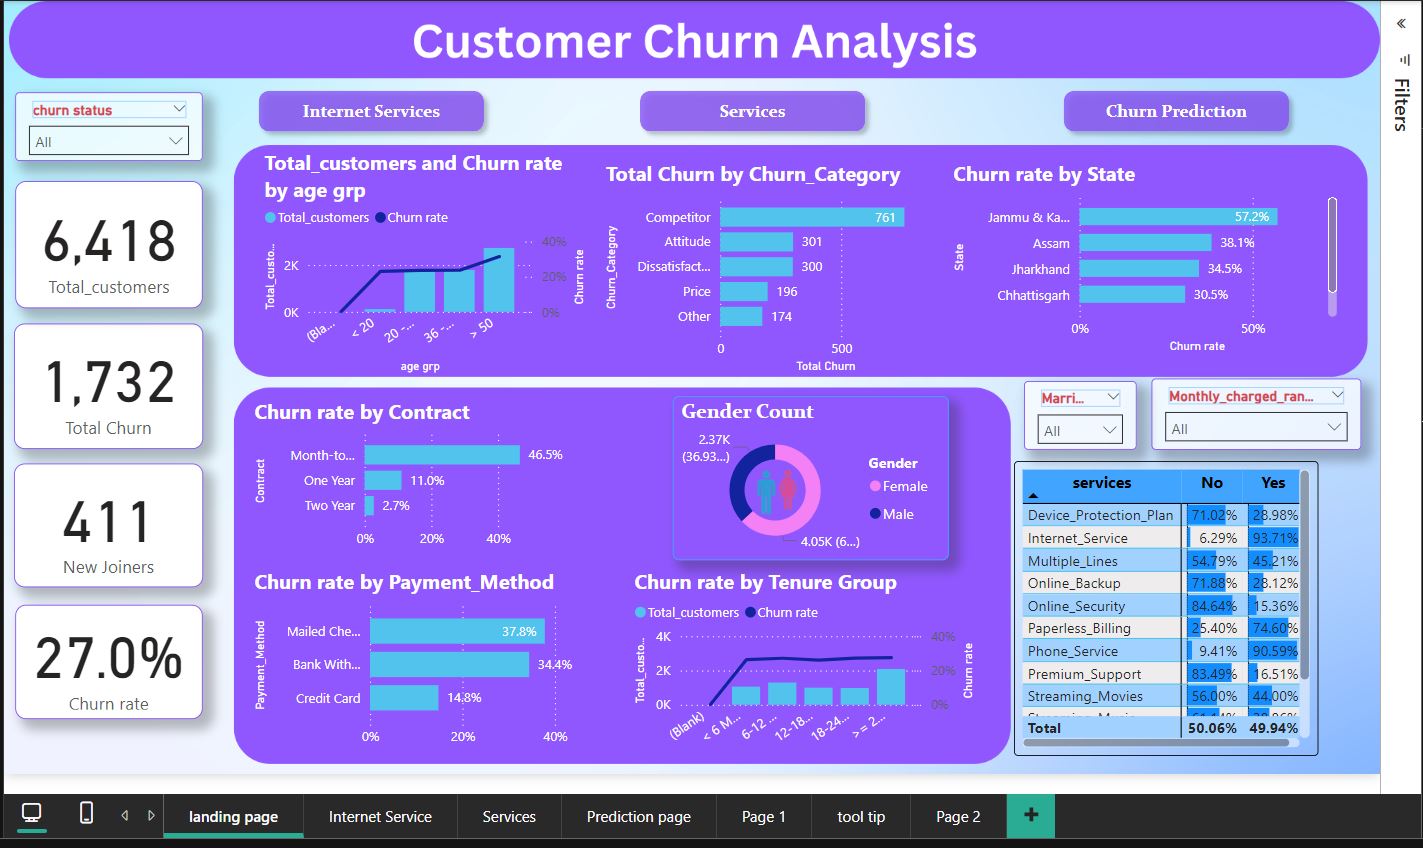 Customer Churn Analysis
Filters
churn status
All
Internet Services
Services
Churn Prediction
6,418
Total_customers
1,732
Total Churn
411
New Joiners
27.0%
Churn rate
Total_customers and Churn rate
by age grp
Total_customers Churn rate
Total_custo...
2K
0K
40%
20%
0%
Churn rate
(Bla...
< 20
20 -...
36 -...
> 50
age grp
Total Churn by Churn_Category
Churn_Category
Competitor 761
Attitude 301
Dissatisfact... 300
Price 196
Other 174
0 500
Total Churn
Churn rate by State
State
Jammu & Ka... 57.2%
Assam 38.1%
Jharkhand 34.5%
Chhattisgarh 30.5%
0% 50%
Churn rate
Churn rate by Contract
Contract
Month-to... 46.5%
One Year 11.0%
Two Year 2.7%
0% 20% 40%
Gender Count
2.37K
(36.93...)
4.05K (6...)
Gender
Female
Male
Marri...
All
Monthly_charged_ran...
All
Churn rate by Payment_Method
Payment_Method
Mailed Che... 37.8%
Bank With... 34.4%
Credit Card 14.8%
0% 20% 40%
Churn rate by Tenure Group
Total_customers Churn rate
Total_custo...
4K
2K
0K
40%
20%
0%
Churn rate
(Blank)
< 6 M...
6-12 ...
12-18...
18-24...
>= 2...
services No Yes
Device_Protection_Plan 71.02% 28.98%
Internet_Service 6.29% 93.71%
Multiple_Lines 54.79% 45.21%
Online_Backup 71.88% 28.12%
Online_Security 84.64% 15.36%
Paperless_Billing 25.40% 74.60%
Phone_Service 9.41% 90.59%
Premium_Support 83.49% 16.51%
Streaming_Movies 56.00% 44.00%
Total 50.06% 49.94%
landing page
Internet Service
Services
Prediction page
Page 1
tool tip
Page 2
+